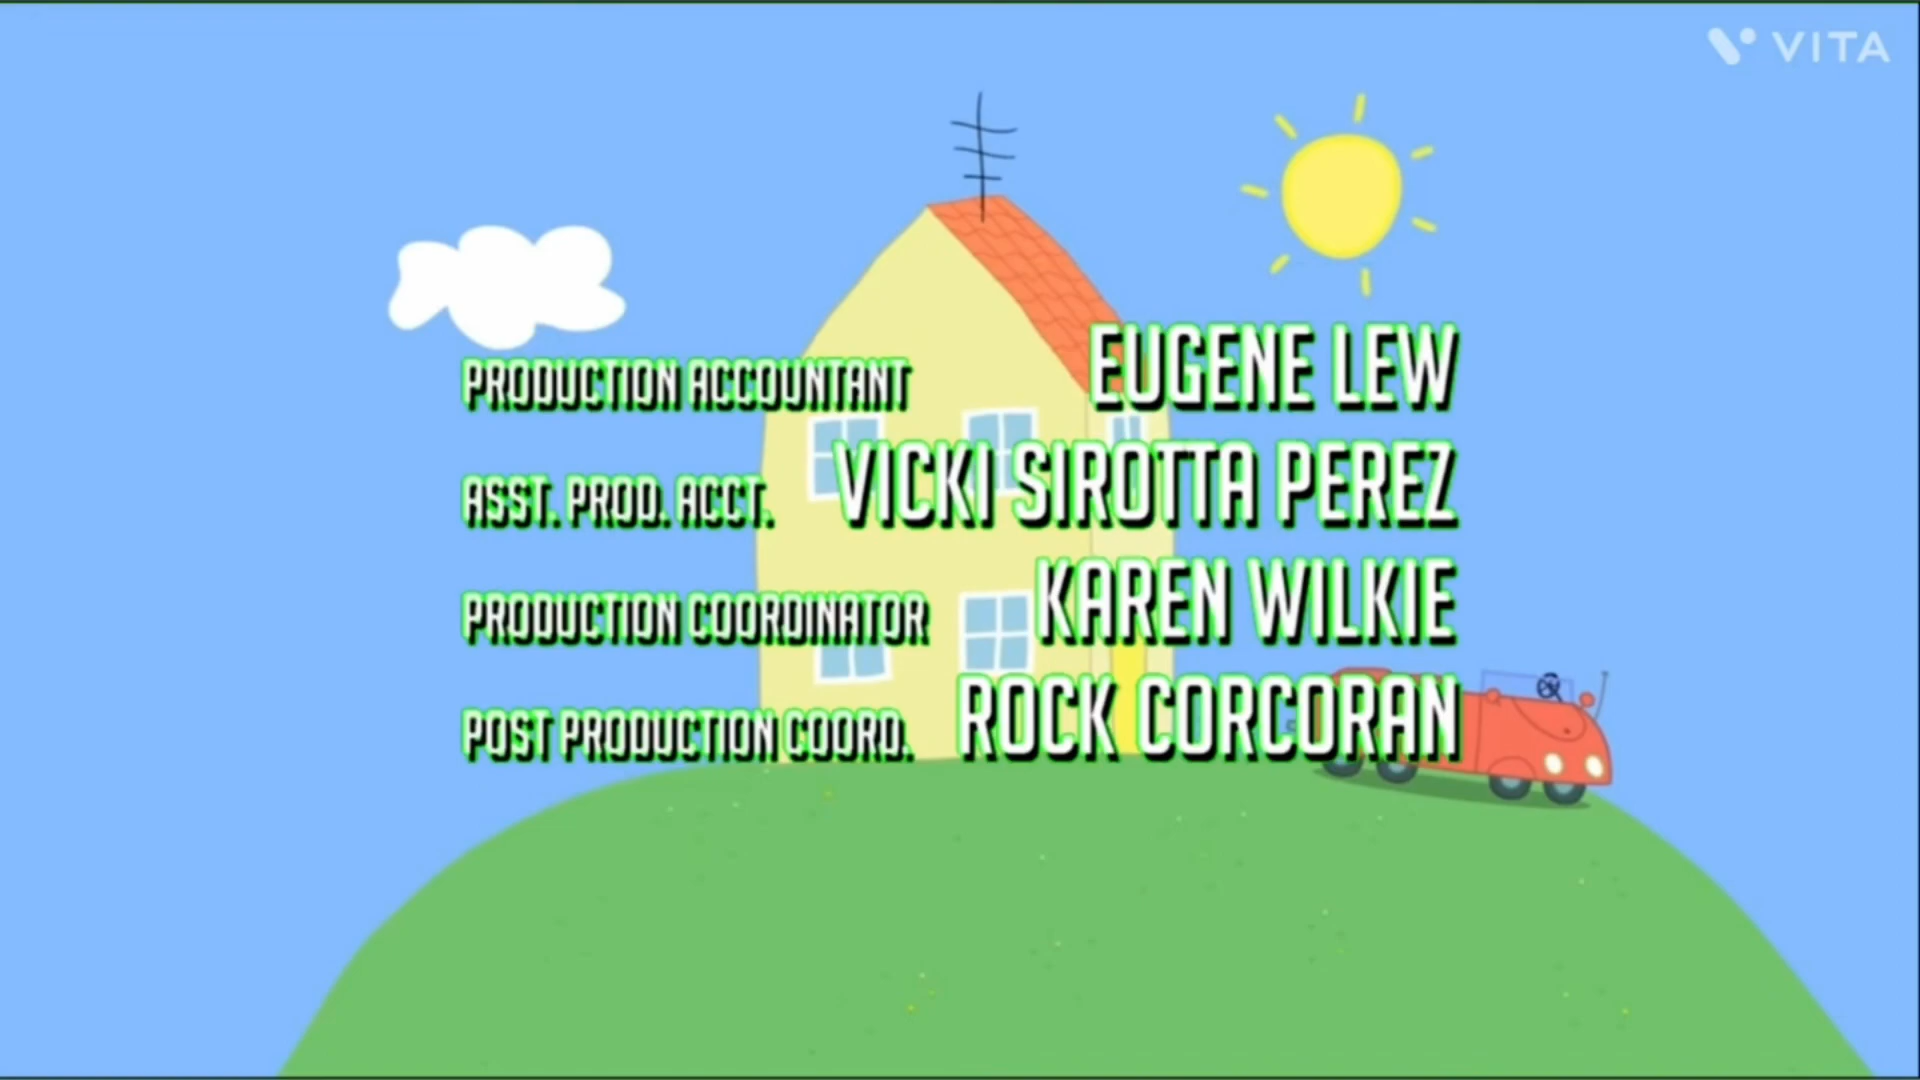 VITA
PRODUCTION ACCOUNTANT EUGENE LEW
ASST. PROD. ACCT. VICKI SIROTTA PEREZ
PRODUCTION COORDINATOR KAREN WILKIE
POST PRODUCTION COORD. ROCK CORCORAN